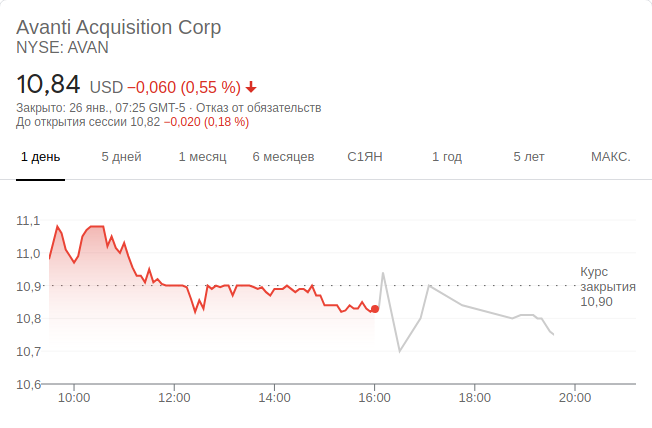 Avanti Acquisition Corp
NYSE: AVAN
10,84 USD −0,060 (0,55 %)
Закрыто: 26 янв., 07:25 GMT-5 · Отказ от обязательств
До открытия сессии 10,82 −0,020 (0,18 %)
1 день 5 дней 1 месяц 6 месяцев С1ЯН 1 год 5 лет МАКС.
11,1
11,0
10,9
10,8
10,7
10,6
Курс
закрытия
10,90
10:00 12:00 14:00 16:00 18:00 20:00